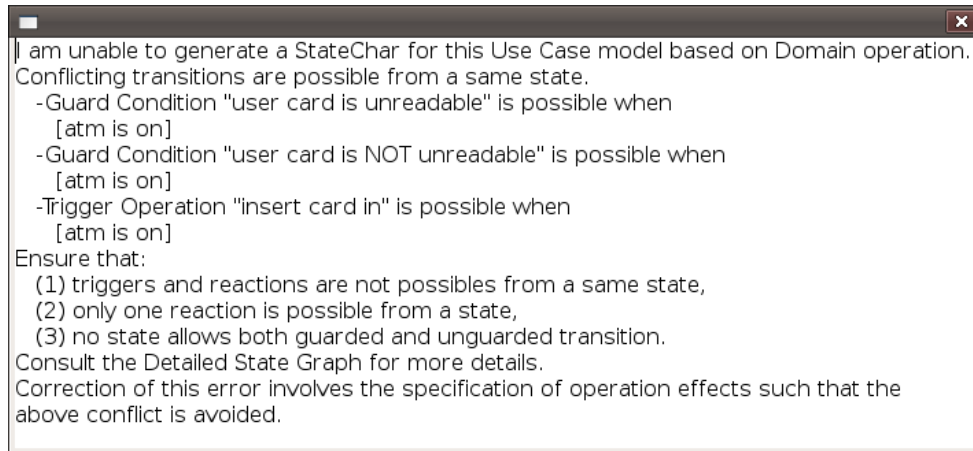 I am unable to generate a StateChar for this Use Case model based on Domain operation.
Conflicting transitions are possible from a same state.
-Guard Condition "user card is unreadable" is possible when
[atm is on]
-Guard Condition "user card is NOT unreadable" is possible when
[atm is on]
-Trigger Operation "insert card in" is possible when
[atm is on]
Ensure that:
(1) triggers and reactions are not possibles from a same state,
(2) only one reaction is possible from a state,
(3) no state allows both guarded and unguarded transition.
Consult the Detailed State Graph for more details.
Correction of this error involves the specification of operation effects such that the
above conflict is avoided.